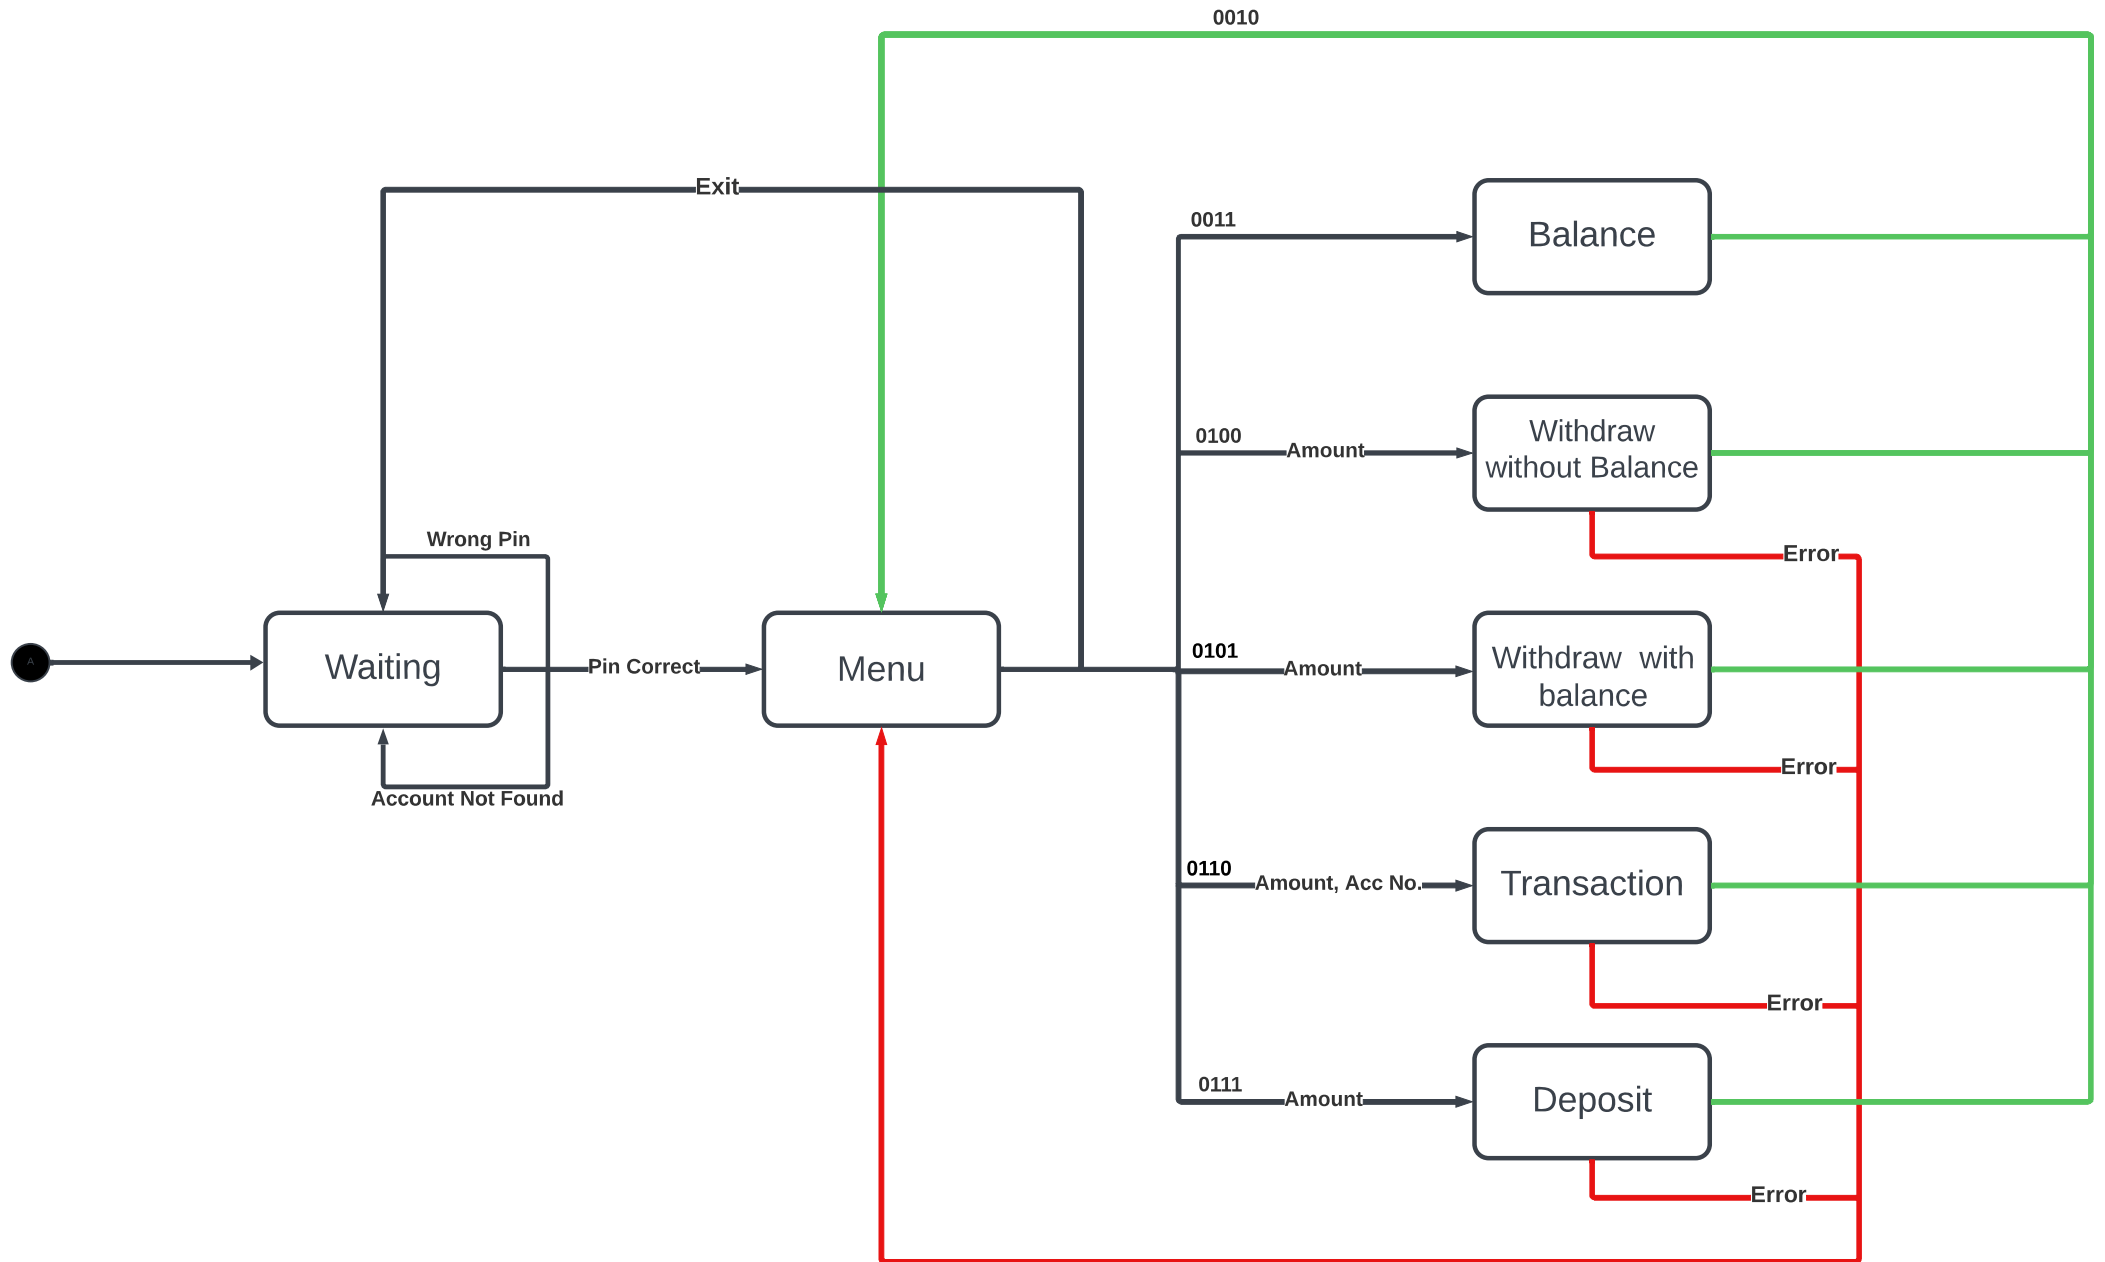 0010
Exit
0011
Balance
0100
Amount
Withdraw
without Balance
Wrong Pin
Error
A
Waiting
Pin Correct
Menu
0101
Amount
Withdraw  with
balance
Error
Account Not Found
0110
Amount, Acc No.
Transaction
Error
0111
Amount
Deposit
Error